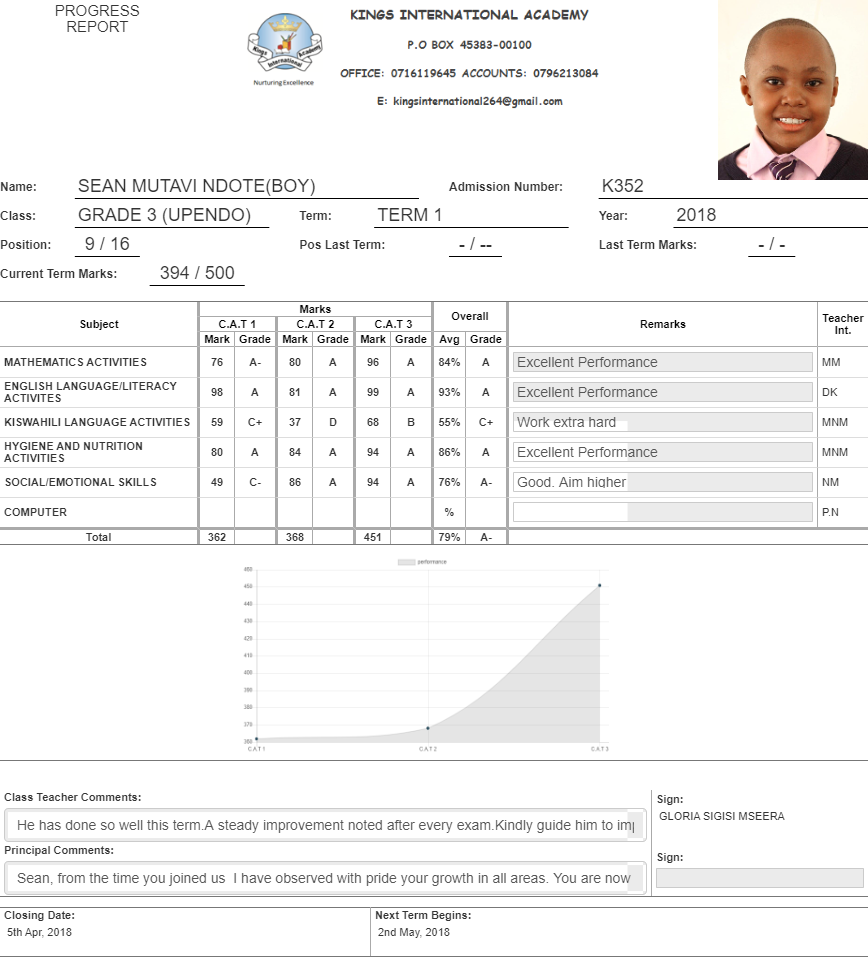 PROGRESS
REPORT
KINGS INTERNATIONAL ACADEMY
P.O BOX 45383-00100
OFFICE: 0716119645 ACCOUNTS: 0796213084
E: kingsinternational264@gmail.com
Kings Academy
International
Nurturing Excellence
Name: SEAN MUTAVI NDOTE(BOY) Admission Number: K352
Class: GRADE 3 (UPENDO) Term: TERM 1 Year: 2018
Position: 9 / 16 Pos Last Term: - / -- Last Term Marks: - / -
Current Term Marks: 394 / 500
Subject Marks Overall Remarks Teacher Int.
C.A.T 1 C.A.T 2 C.A.T 3
Mark Grade Mark Grade Mark Grade Avg Grade
MATHEMATICS ACTIVITIES 76 A- 80 A 96 A 84% A Excellent Performance MM
ENGLISH LANGUAGE/LITERACY ACTIVITES 98 A 81 A 99 A 93% A Excellent Performance DK
KISWAHILI LANGUAGE ACTIVITIES 59 C+ 37 D 68 B 55% C+ Work extra hard MNM
HYGIENE AND NUTRITION ACTIVITIES 80 A 84 A 94 A 86% A Excellent Performance MNM
SOCIAL/EMOTIONAL SKILLS 49 C- 86 A 94 A 76% A- Good. Aim higher NM
COMPUTER % P.N
Total 362 368 451 79% A-
performance
460
450
440
430
420
410
400
390
380
370
360
CAT1 CAT2 CAT3
Class Teacher Comments: Sign:
He has done so well this term.A steady improvement noted after every exam.Kindly guide him to GLORIA SIGISI MSEERA
Principal Comments: Sign:
Sean, from the time you joined us I have observed with pride your growth in all areas. You are now
Closing Date: Next Term Begins:
5th Apr, 2018 2nd May, 2018